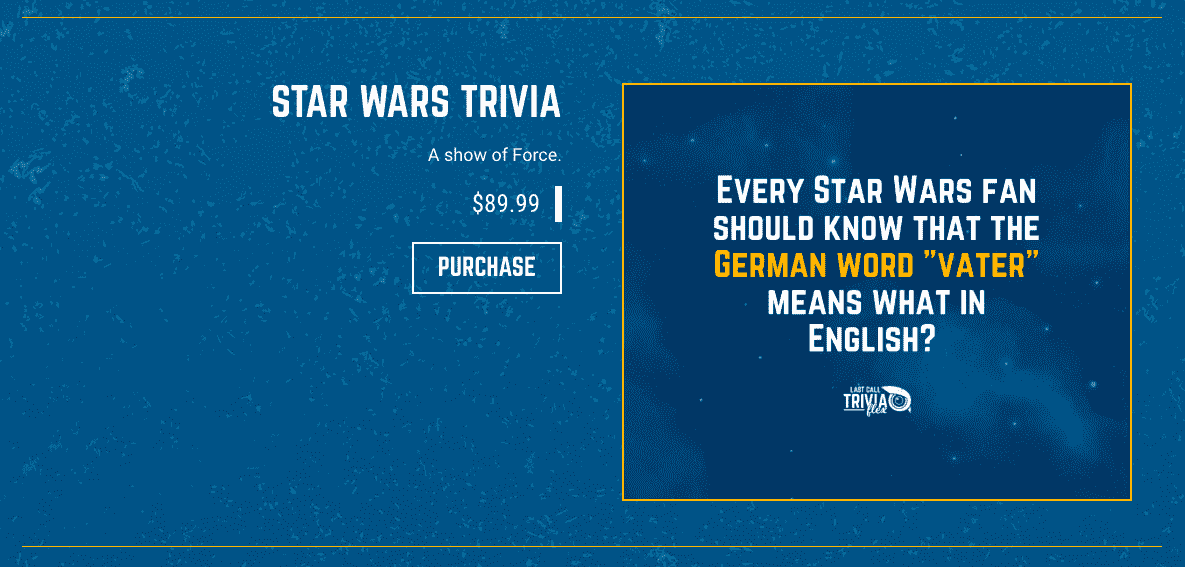 STAR WARS TRIVIA
A show of Force.
$89.99
PURCHASE
EVERY STAR WARS FAN
SHOULD KNOW THAT THE
GERMAN WORD "VATER"
MEANS WHAT IN
ENGLISH?
LAST CALL
TRIVIA
flex